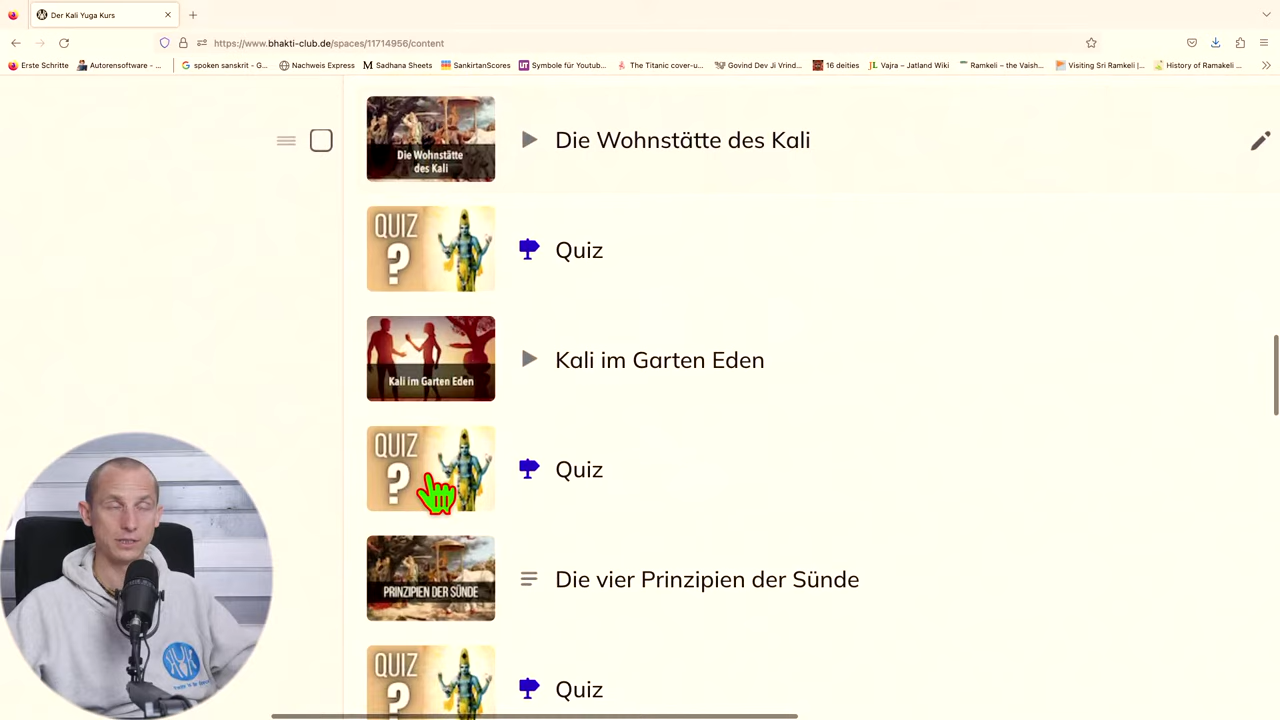 Der Kali Yuga Kurs
https://www.bhakti-club.de/spaces/11714956/content
Erste Schritte
Autorensoftware - ...
spoken sanskrit - G...
Nachweis Express
Sadhana Sheets
SankirtanScores
Symbole für Youtub...
The Titanic cover-u...
Govind Dev Ji Vrind...
16 deities
Vajra – Jatland Wiki
Ramkeli – the Vaish...
Visiting Sri Ramkeli |...
History of Ramakeli ...
Die Wohnstätte
des Kali
Die Wohnstätte des Kali
QUIZ
?
Quiz
Kali im Garten Eden
Kali im Garten Eden
QUIZ
?
Quiz
PRINZIPIEN DER SÜNDE
Die vier Prinzipien der Sünde
QUIZ
?
Quiz